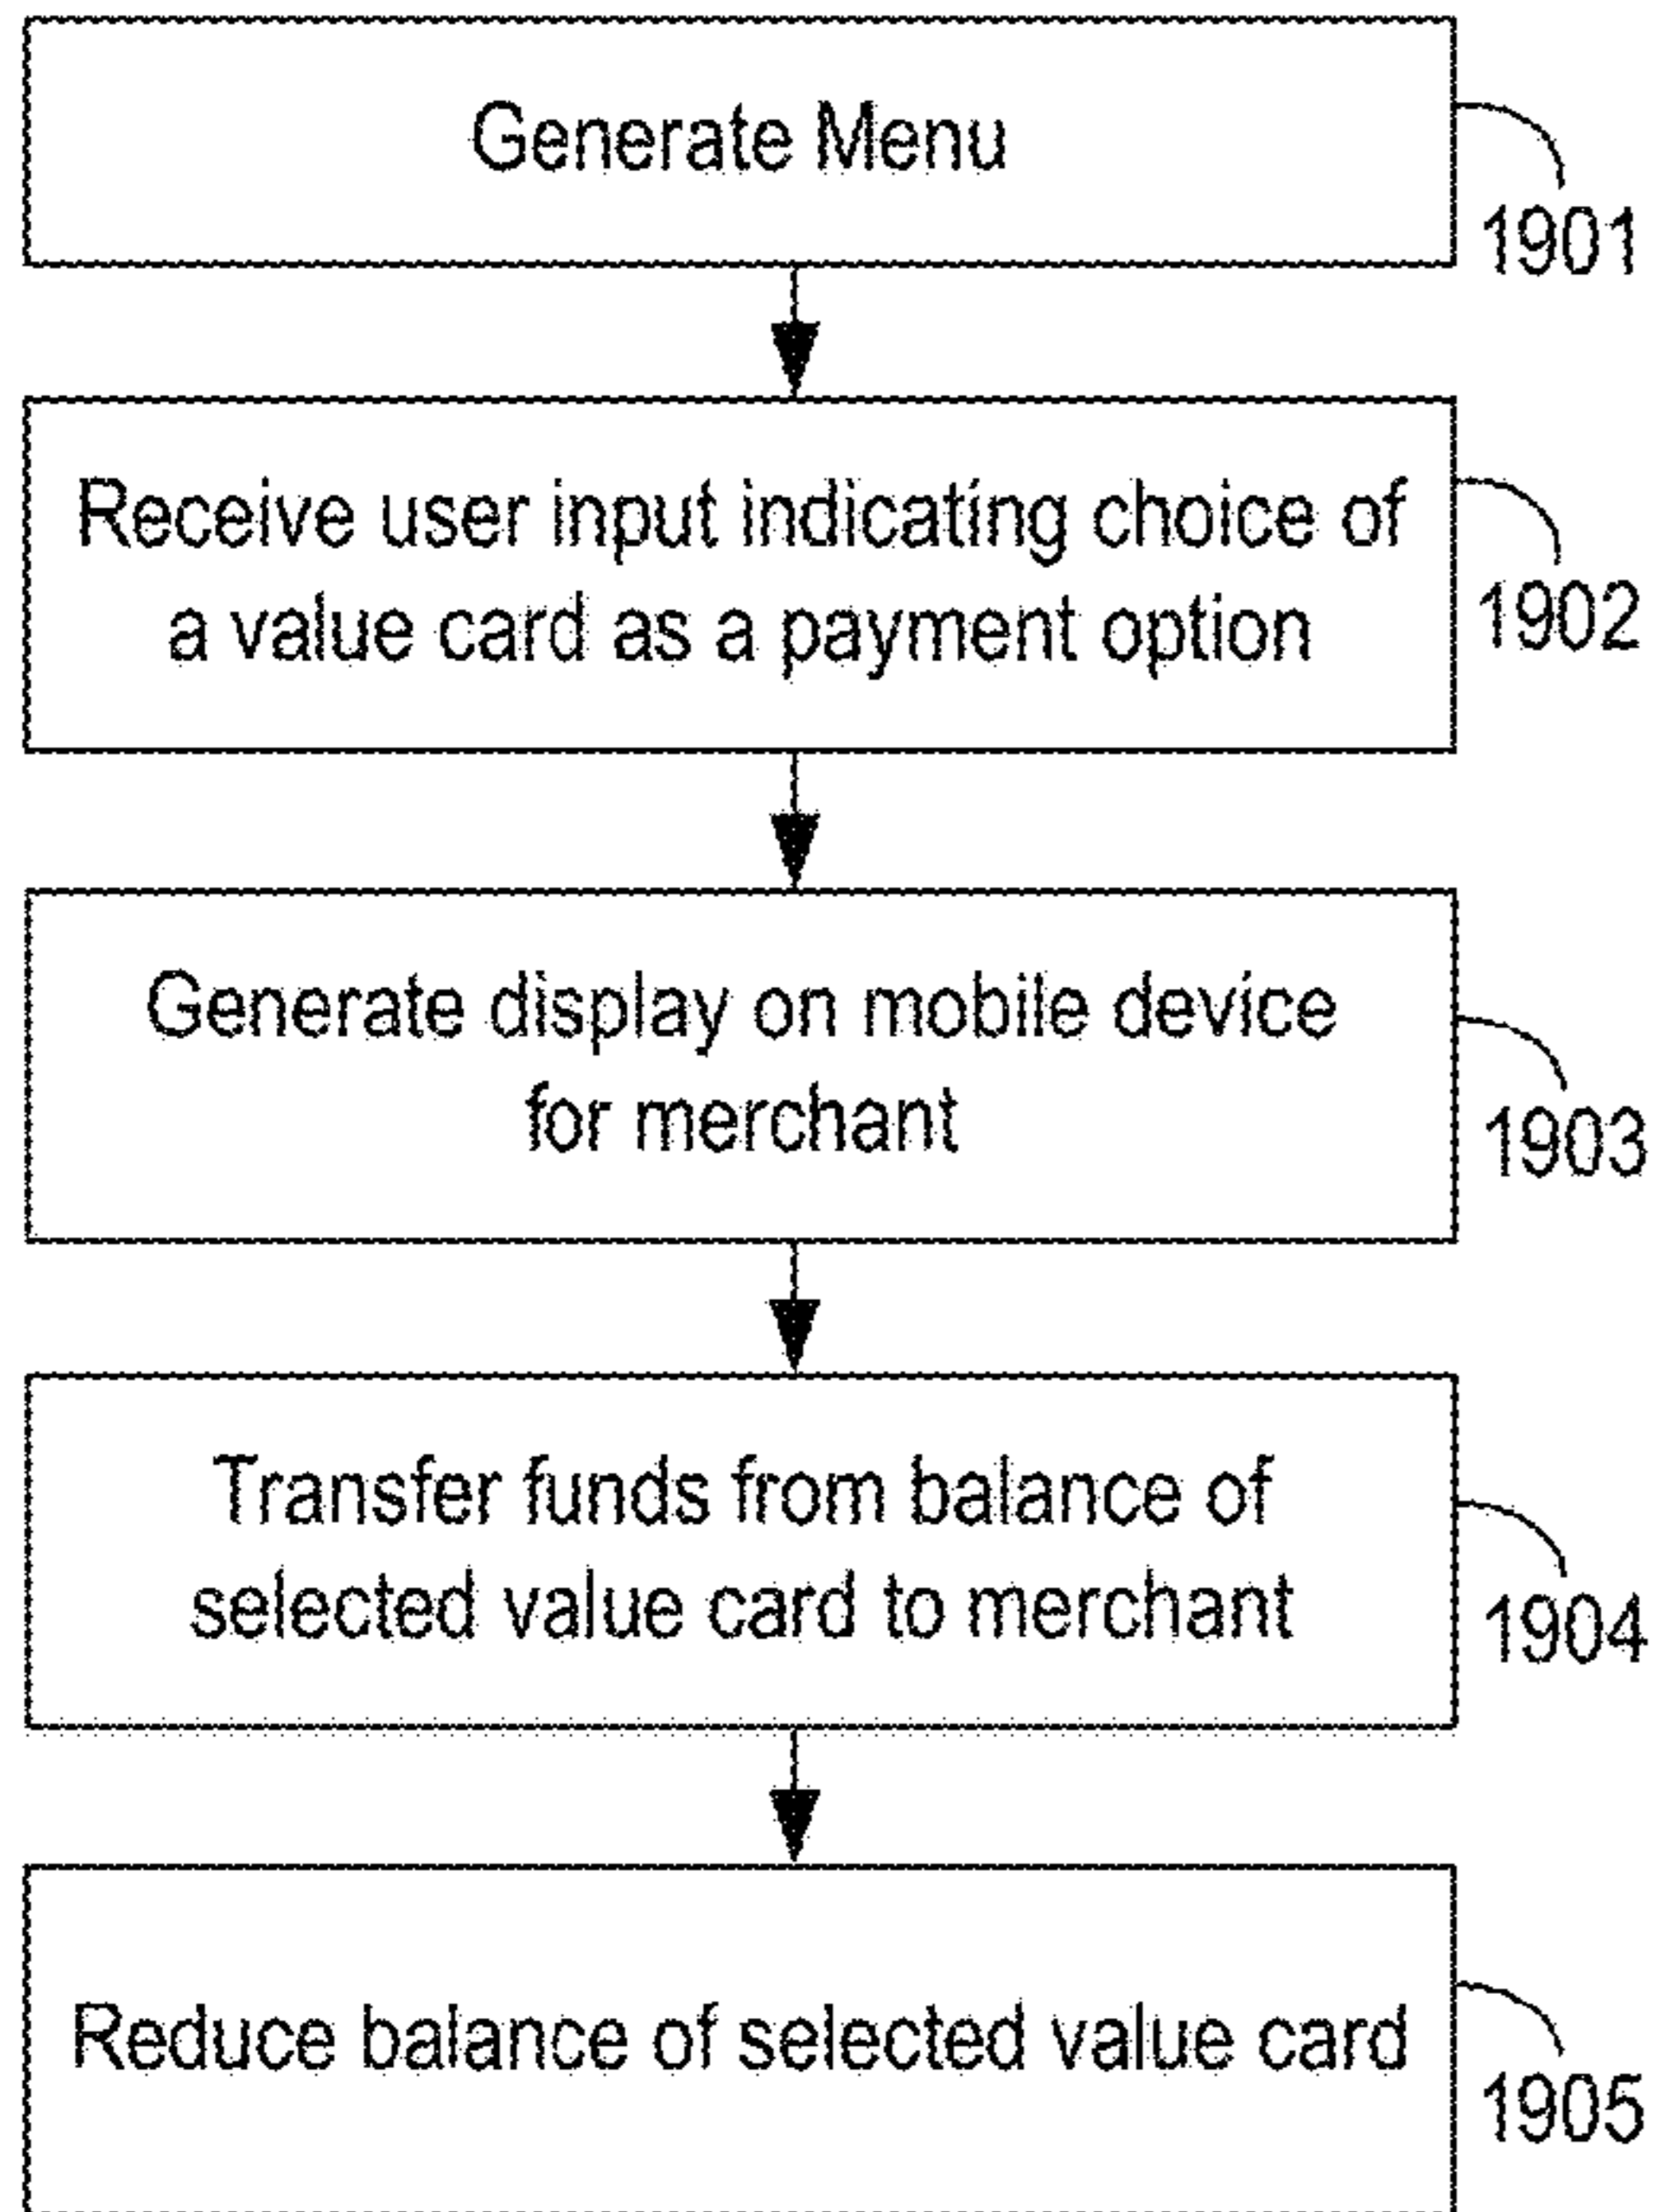 Generate Menu
1901
Receive user input indicating choice of
a value card as a payment option
1902
Generate display on mobile device
for merchant
1903
Transfer funds from balance of
selected value card to merchant
1904
Reduce balance of selected value card
1905